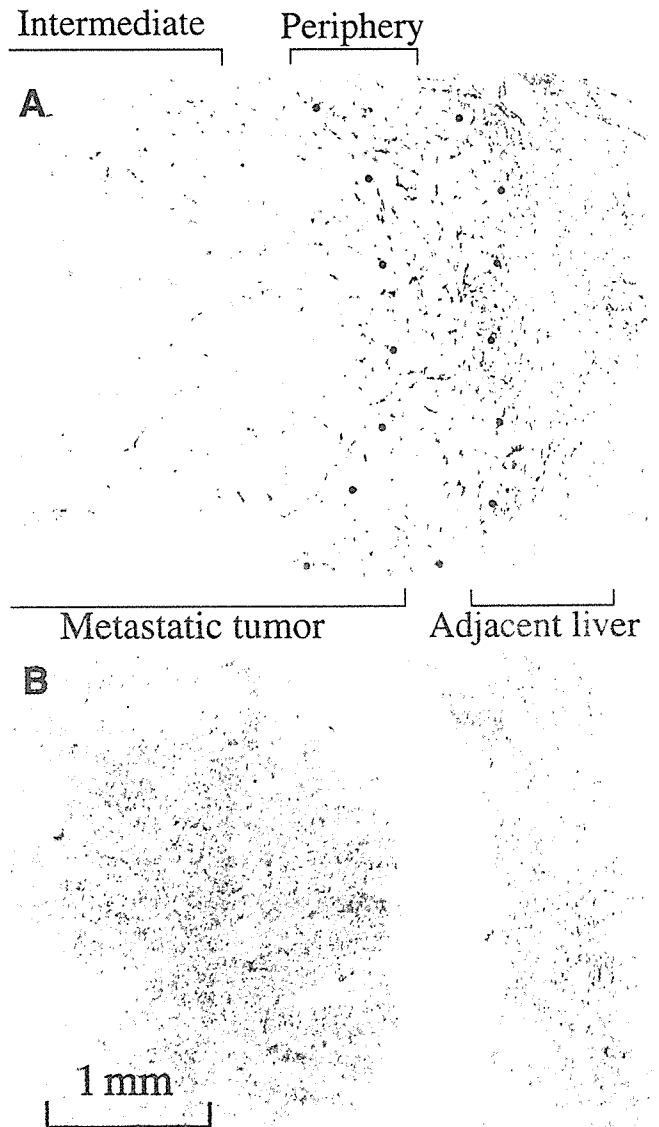 Intermediate Periphery
A
Metastatic tumor Adjacent liver
B
1 mm